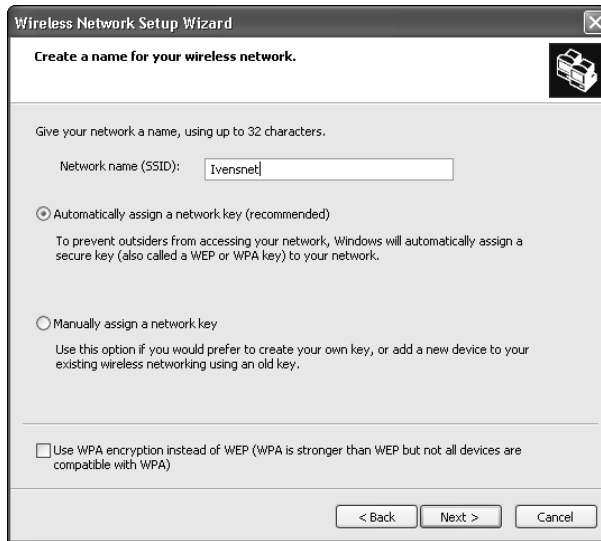 Wireless Network Setup Wizard
Create a name for your wireless network.
Give your network a name, using up to 32 characters.
Network name (SSID): Ivensnet
Automatically assign a network key (recommended)
To prevent outsiders from accessing your network, Windows will automatically assign a
secure key (also called a WEP or WPA key) to your network.
Manually assign a network key
Use this option if you would prefer to create your own key, or add a new device to your
existing wireless networking using an old key.
Use WPA encryption instead of WEP (WPA is stronger than WEP but not all devices are
compatible with WPA)
< Back Next > Cancel